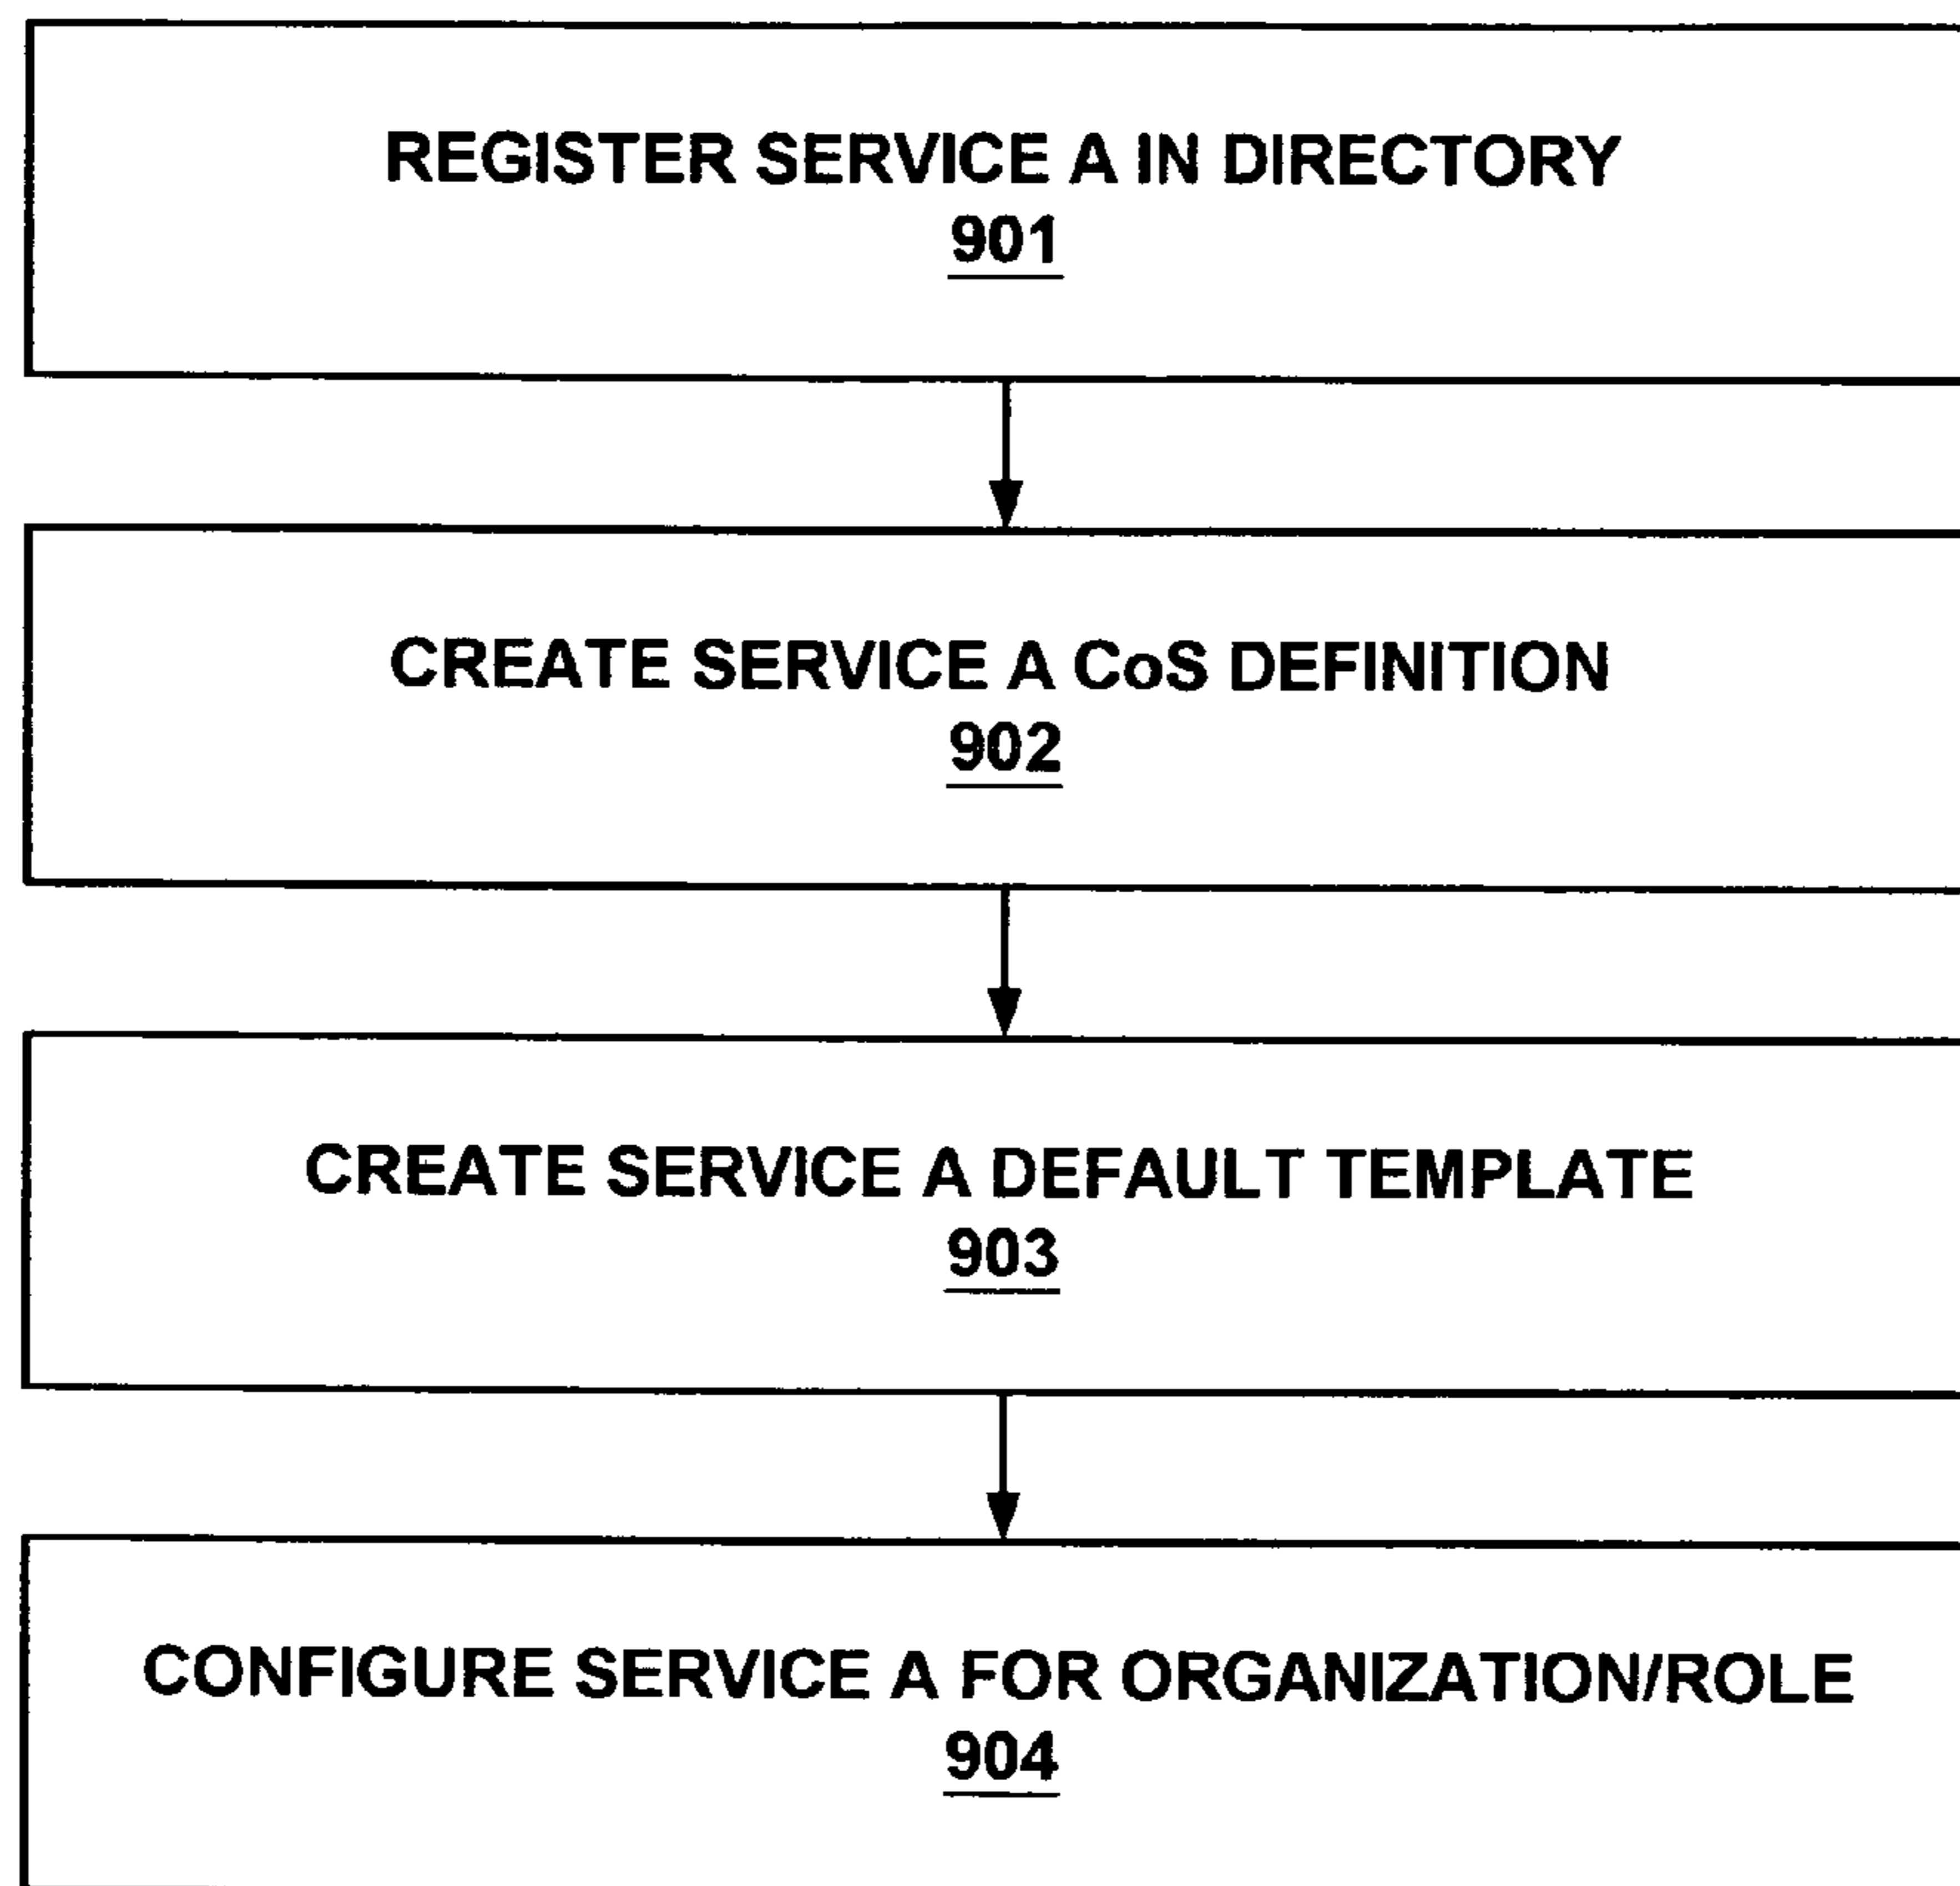 REGISTER SERVICE A IN DIRECTORY
901
CREATE SERVICE A CoS DEFINITION
902
CREATE SERVICE A DEFAULT TEMPLATE
903
CONFIGURE SERVICE A FOR ORGANIZATION/ROLE
904